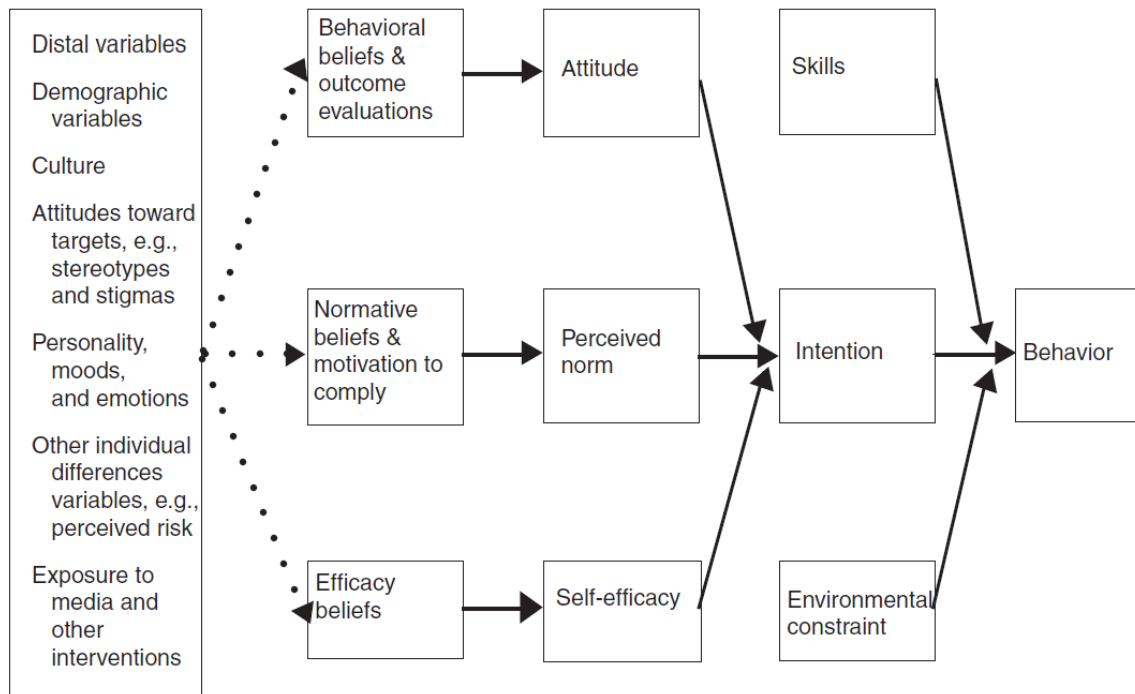 Distal variables
Demographic
variables
Culture
Attitudes toward
targets, e.g.,
stereotypes
and stigmas
Personality,
moods,
and emotions
Other individual
differences
variables, e.g.,
perceived risk
Exposure to
media and
other
interventions
Behavioral
beliefs &
outcome
evaluations
Attitude
Skills
Normative
beliefs &
motivation to
comply
Perceived
norm
Intention
Behavior
Efficacy
beliefs
Self-efficacy
Environmental
constraint